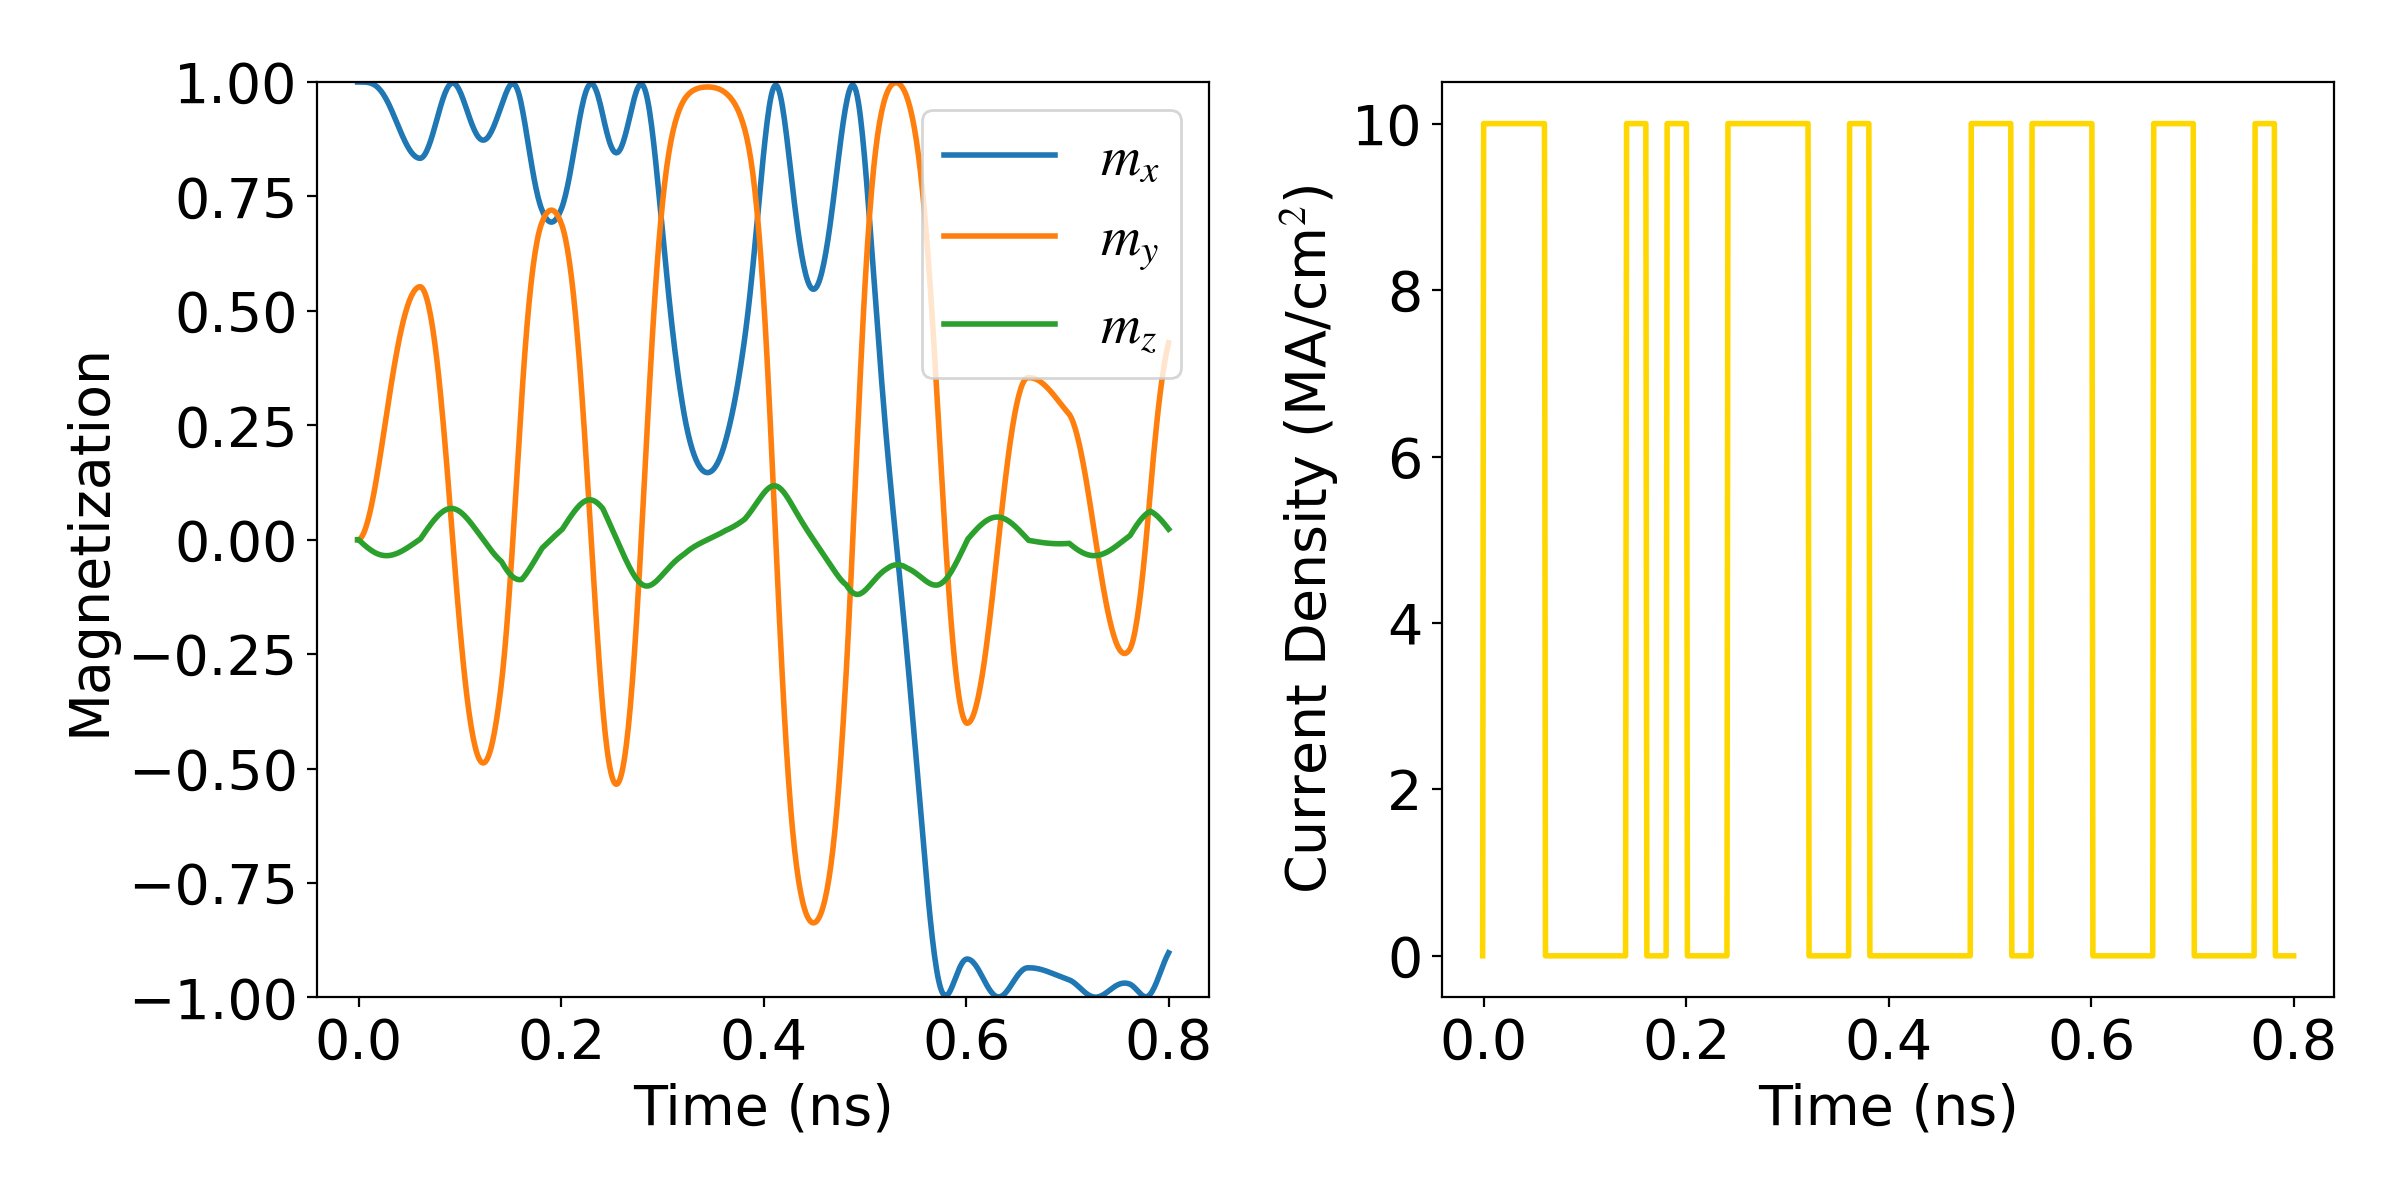 Magnetization
1.00
0.75
0.50
0.25
0.00
−0.25
−0.50
−0.75
−1.00
0.0 0.2 0.4 0.6 0.8
Time (ns)
m_x
m_y
m_z
Current Density (MA/cm²)
10
8
6
4
2
0
0.0 0.2 0.4 0.6 0.8
Time (ns)